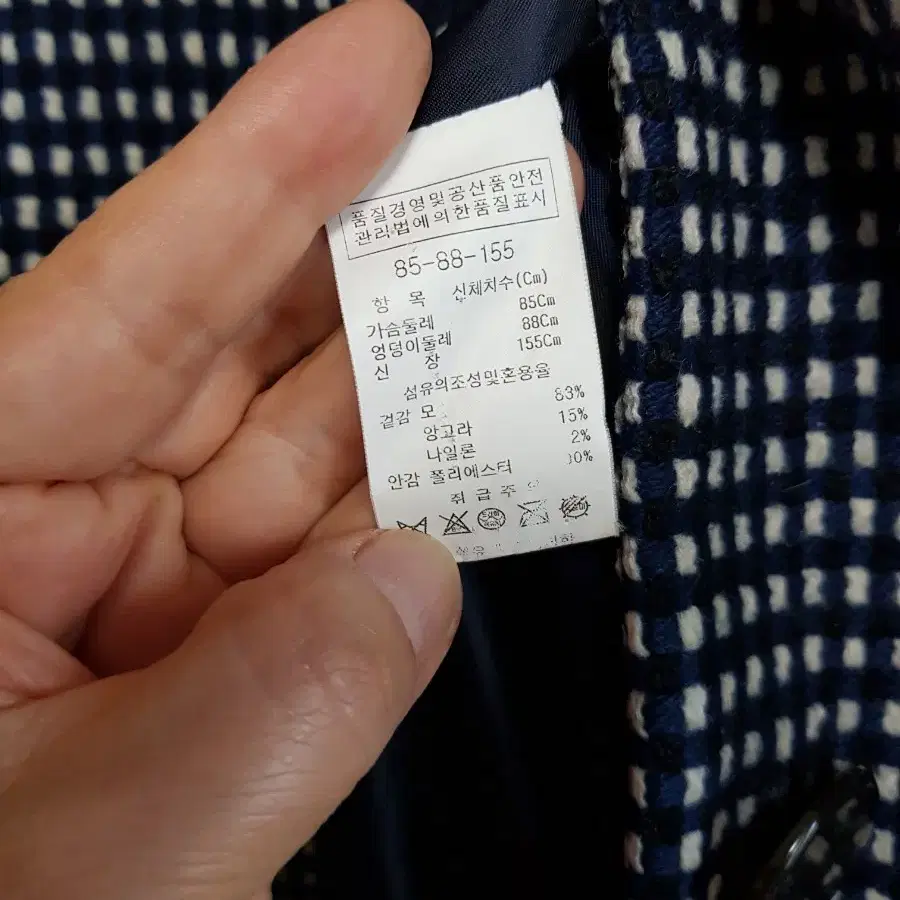 품질경영및공산품안전
관리법에의한품질표시
85-88-155
항 목 신체치수(Cm)
가슴둘레 85Cm
엉덩이둘레 88Cm
신 장 155Cm
섬유의조성및혼용율
겉감 모 83%
앙고라 15%
나일론 2%
안감 폴리에스터
취 급 주